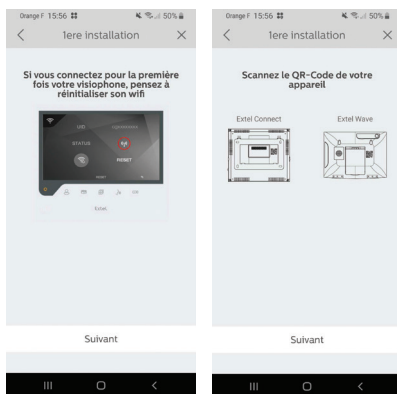 Orange F 15:56 50%
1ere installation
Si vous connectez pour la première
fois votre visiophone, pensez à
réinitialiser son wifi
STATUS
RESET
Extel
Suivant
Orange F 15:56 50%
1ere installation
Scannez le QR-Code de votre
appareil
Extel Connect Extel Wave
Suivant